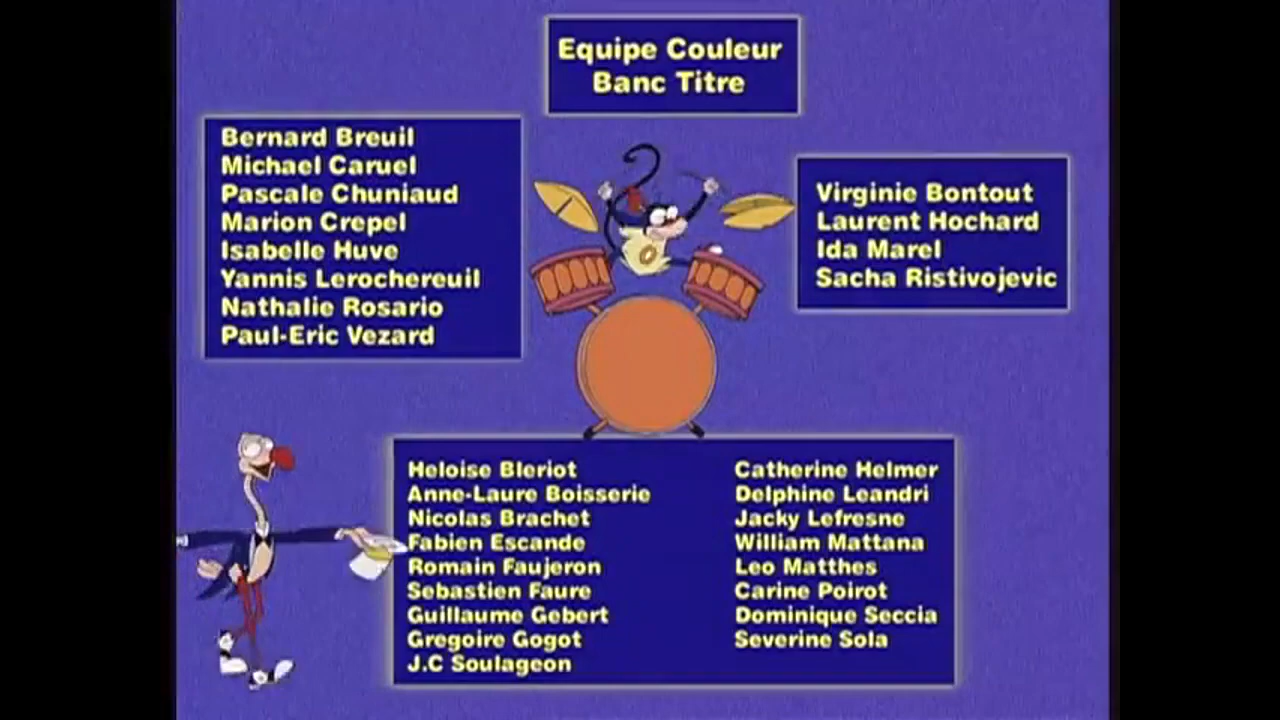 Equipe Couleur
Banc Titre
Bernard Breuil
Michael Caruel
Pascale Chuniaud
Marion Crepel
Isabelle Huve
Yannis Lerochereuil
Nathalie Rosario
Paul-Eric Vezard
Virginie Bontout
Laurent Hochard
Ida Marel
Sacha Ristivojevic
Heloise Bleriot
Anne-Laure Boisserie
Nicolas Brachet
Fabien Escande
Romain Faujeron
Sebastien Faure
Guillaume Gebert
Gregoire Gogot
J.C Soulageon
Catherine Helmer
Delphine Leandri
Jacky Lefresne
William Mattana
Leo Matthes
Carine Poirot
Dominique Seccia
Severine Sola